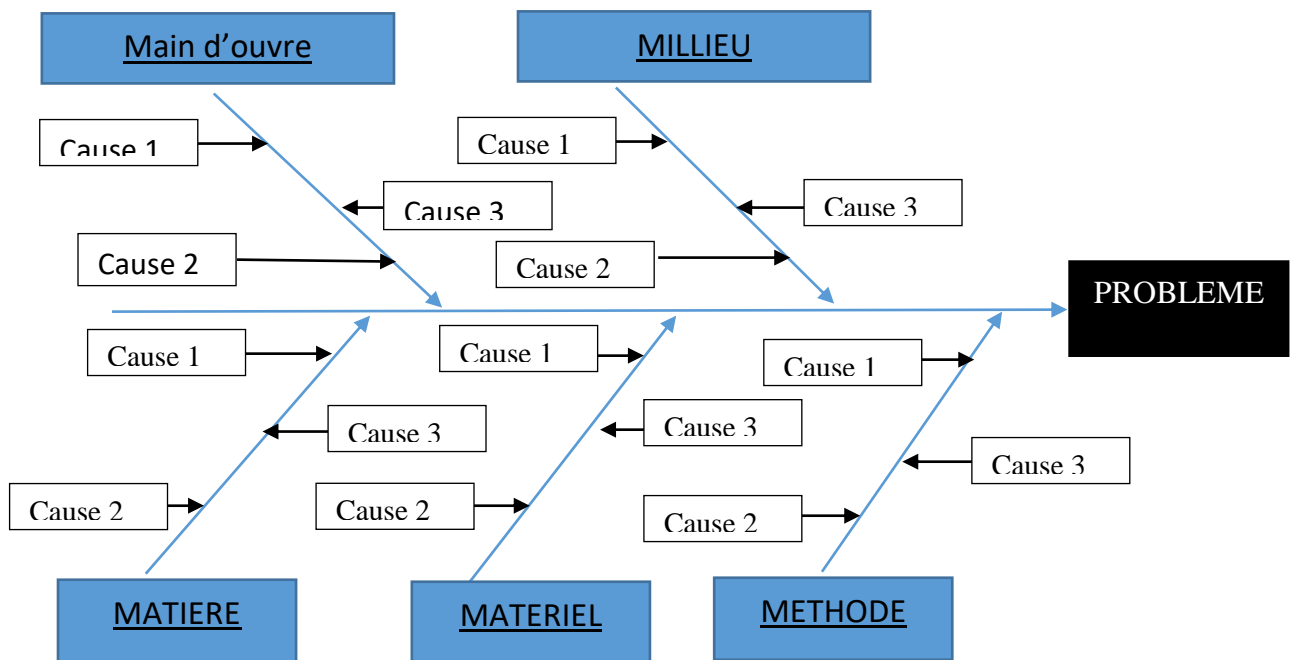 Main d'ouvre
MILLIEU
Cause 1
Cause 1
Cause 3
Cause 3
Cause 2
Cause 2
PROBLEME
Cause 1
Cause 1
Cause 1
Cause 3
Cause 3
Cause 3
Cause 2
Cause 2
Cause 2
MATIERE
MATERIEL
METHODE